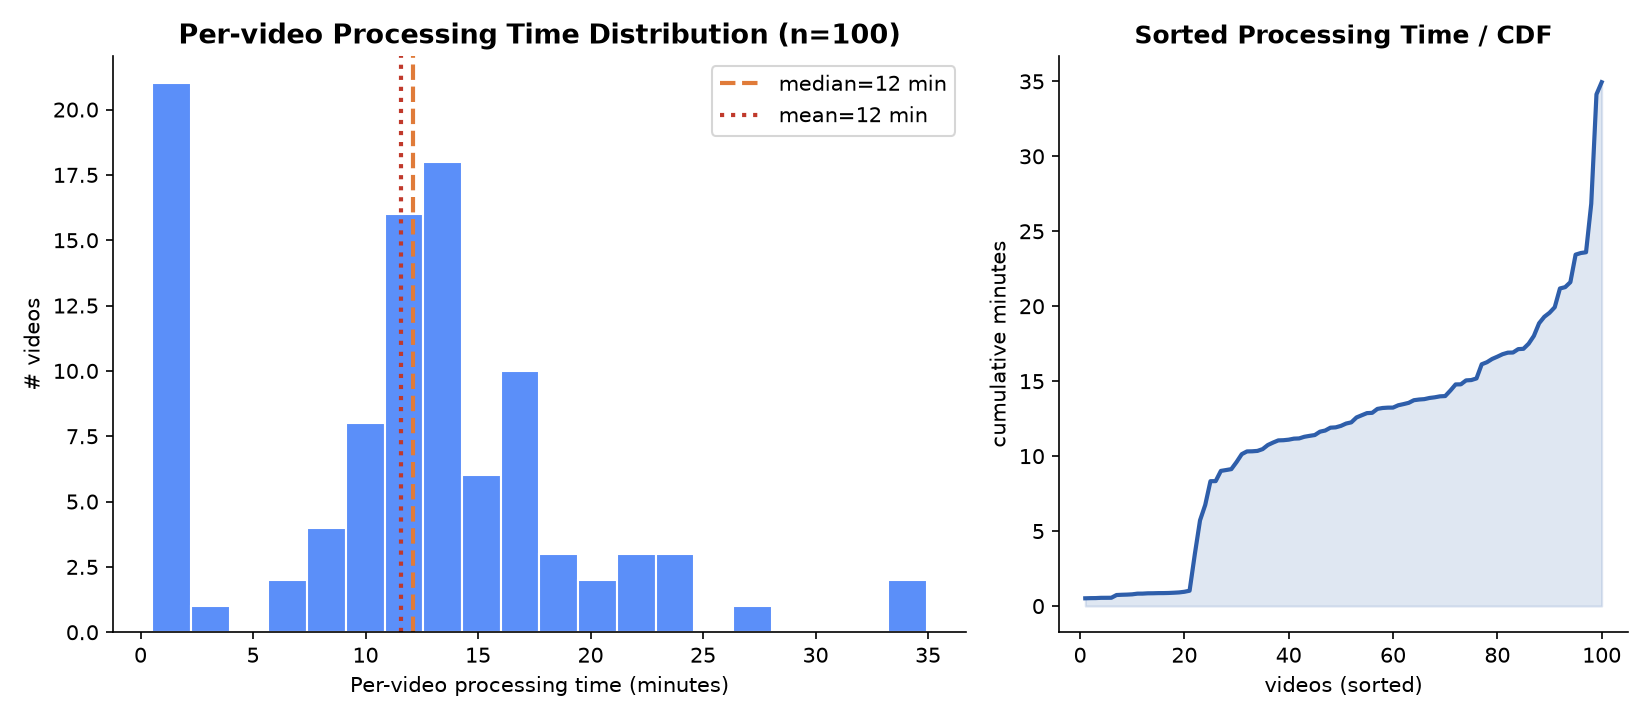 Per-video Processing Time Distribution (n=100)
median=12 min
mean=12 min
# videos
20.0
17.5
15.0
12.5
10.0
7.5
5.0
2.5
0.0
0 5 10 15 20 25 30 35
Per-video processing time (minutes)
Sorted Processing Time / CDF
cumulative minutes
35
30
25
20
15
10
5
0
0 20 40 60 80 100
videos (sorted)